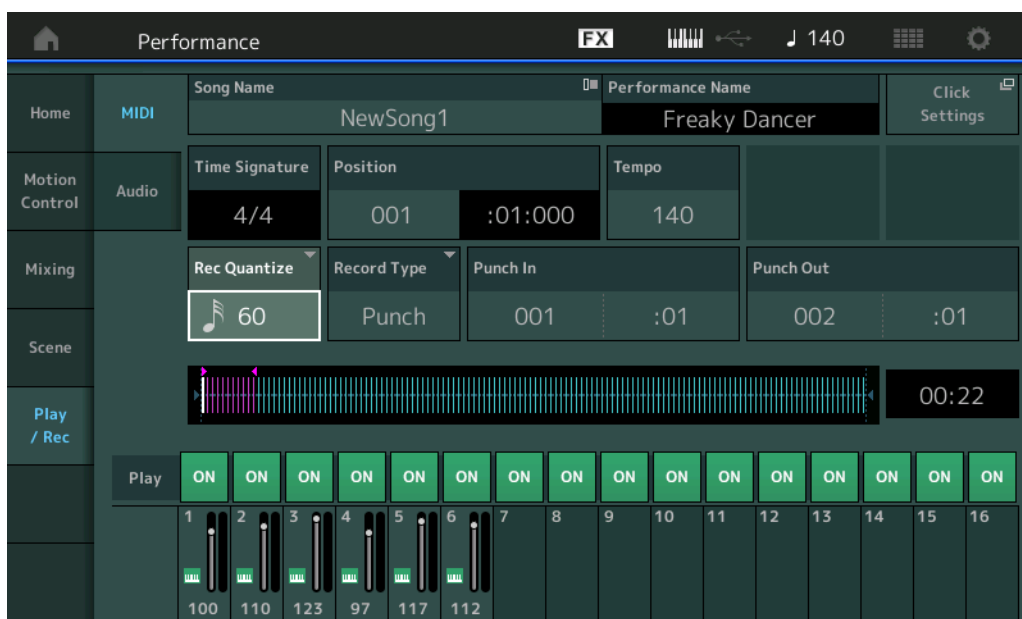 Performance FX 140
Song Name Performance Name Click
Home MIDI NewSong1 Freaky Dancer Settings
Motion
Control
Audio
Time Signature Position Tempo
4/4 001 :01:000 140
Mixing Rec Quantize Record Type Punch In Punch Out
60 Punch 001 :01 002 :01
Scene
Play
/ Rec
00:22
Play ON ON ON ON ON ON ON ON ON ON ON ON ON ON ON ON
1 2 3 4 5 6 7 8 9 10 11 12 13 14 15 16
100 110 123 97 117 112